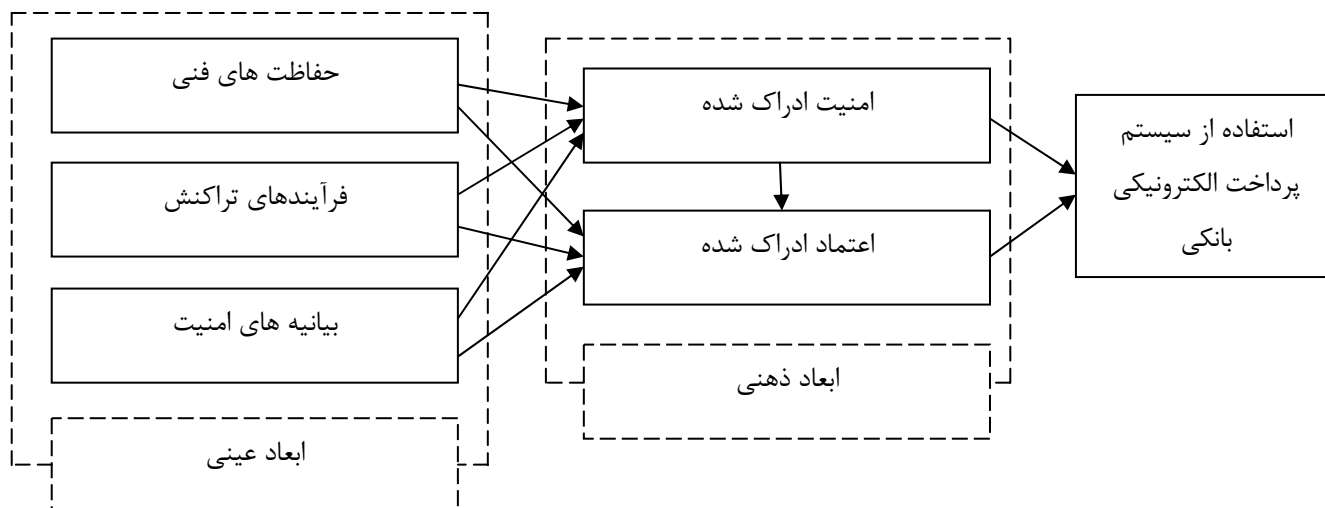 حفاظت های فنی
فرآیندهای تراکنش
بیانیه های امنیت
ابعاد عینی
امنیت ادراک شده
اعتماد ادراک شده
ابعاد ذهنی
استفاده از سیستم
پرداخت الکترونیکی
بانکی